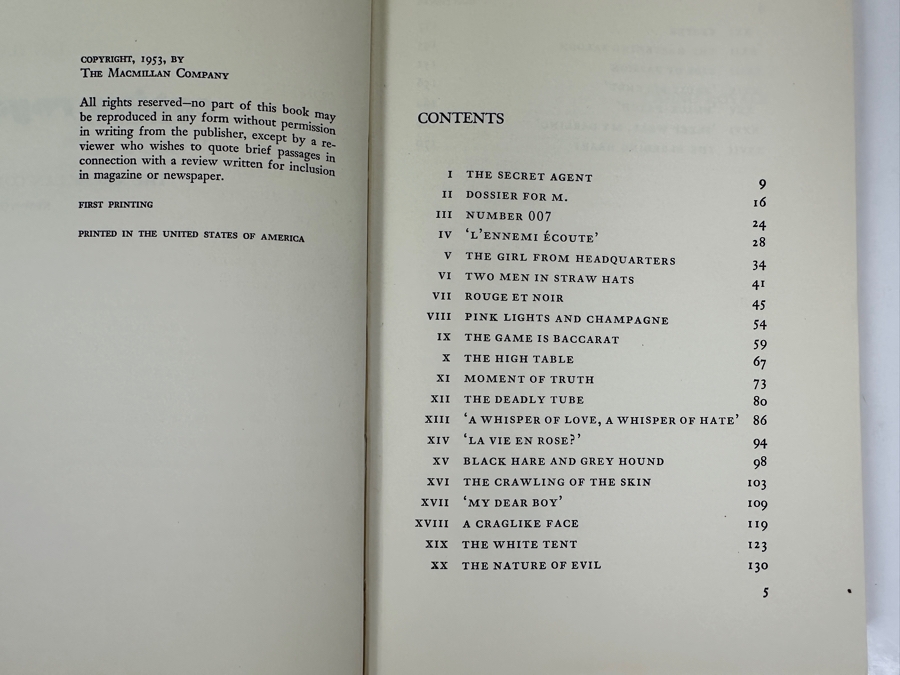 COPYRIGHT, 1953, BY
THE MACMILLAN COMPANY
All rights reserved—no part of this book may
be reproduced in any form without permission
in writing from the publisher, except by a re-
viewer who wishes to quote brief passages in
connection with a review written for inclusion
in magazine or newspaper.
FIRST PRINTING
PRINTED IN THE UNITED STATES OF AMERICA
CONTENTS
I THE SECRET AGENT 9
II DOSSIER FOR M. 16
III NUMBER 007 24
IV ‘L’ENNEMI ÉCOUTE’ 28
V THE GIRL FROM HEADQUARTERS 34
VI TWO MEN IN STRAW HATS 41
VII ROUGE ET NOIR 45
VIII PINK LIGHTS AND CHAMPAGNE 54
IX THE GAME IS BACCARAT 59
X THE HIGH TABLE 67
XI MOMENT OF TRUTH 73
XII THE DEADLY TUBE 80
XIII ‘A WHISPER OF LOVE, A WHISPER OF HATE’ 86
XIV ‘LA VIE EN ROSE?’ 94
XV BLACK HARE AND GREY HOUND 98
XVI THE CRAWLING OF THE SKIN 103
XVII ‘MY DEAR BOY’ 109
XVIII A CRAGLIKE FACE 119
XIX THE WHITE TENT 123
XX THE NATURE OF EVIL 130
5